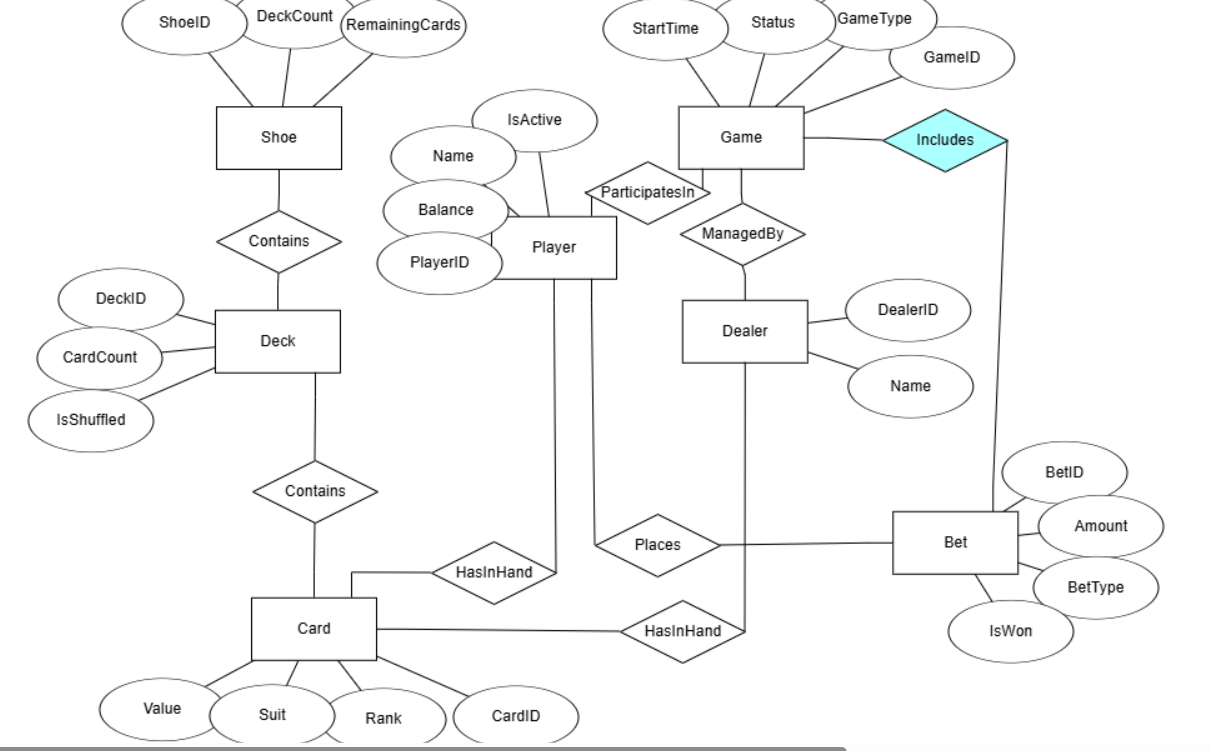 ShoeID
DeckCount
RemainingCards
StartTime
Status
GameType
GameID
Shoe
IsActive
Game
Includes
Name
ParticipatesIn
Balance
Contains
Player
ManagedBy
PlayerID
DeckID
DealerID
Deck
Dealer
CardCount
Name
IsShuffled
BetID
Contains
Amount
Places
Bet
HasInHand
BetType
Card
HasInHand
IsWon
Value
Suit
Rank
CardID